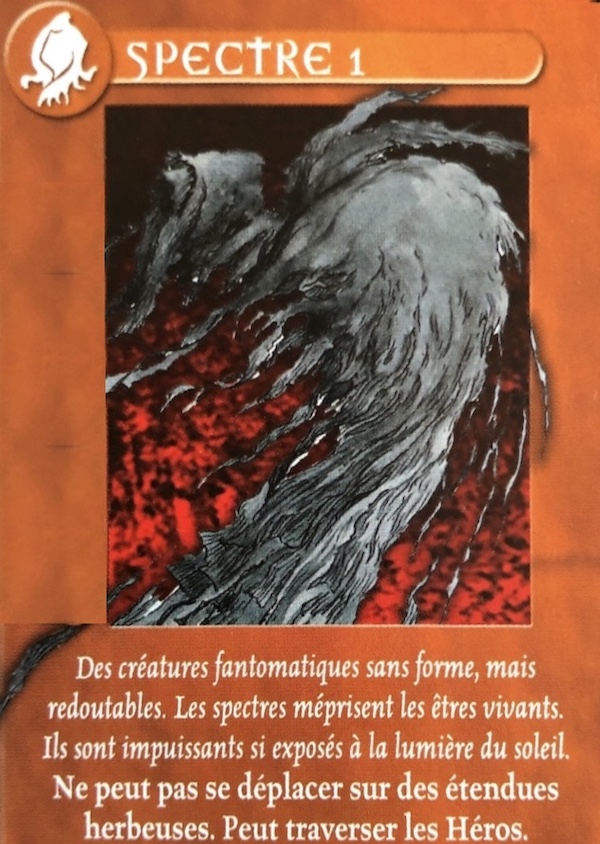 SPECTRE 1
Des créatures fantomatiques sans forme, mais
redoutables. Les spectres méprisent les êtres vivants.
Ils sont impuissants si exposés à la lumière du soleil.
Ne peut pas se déplacer sur des étendues
herbeuses. Peut traverser les Héros.